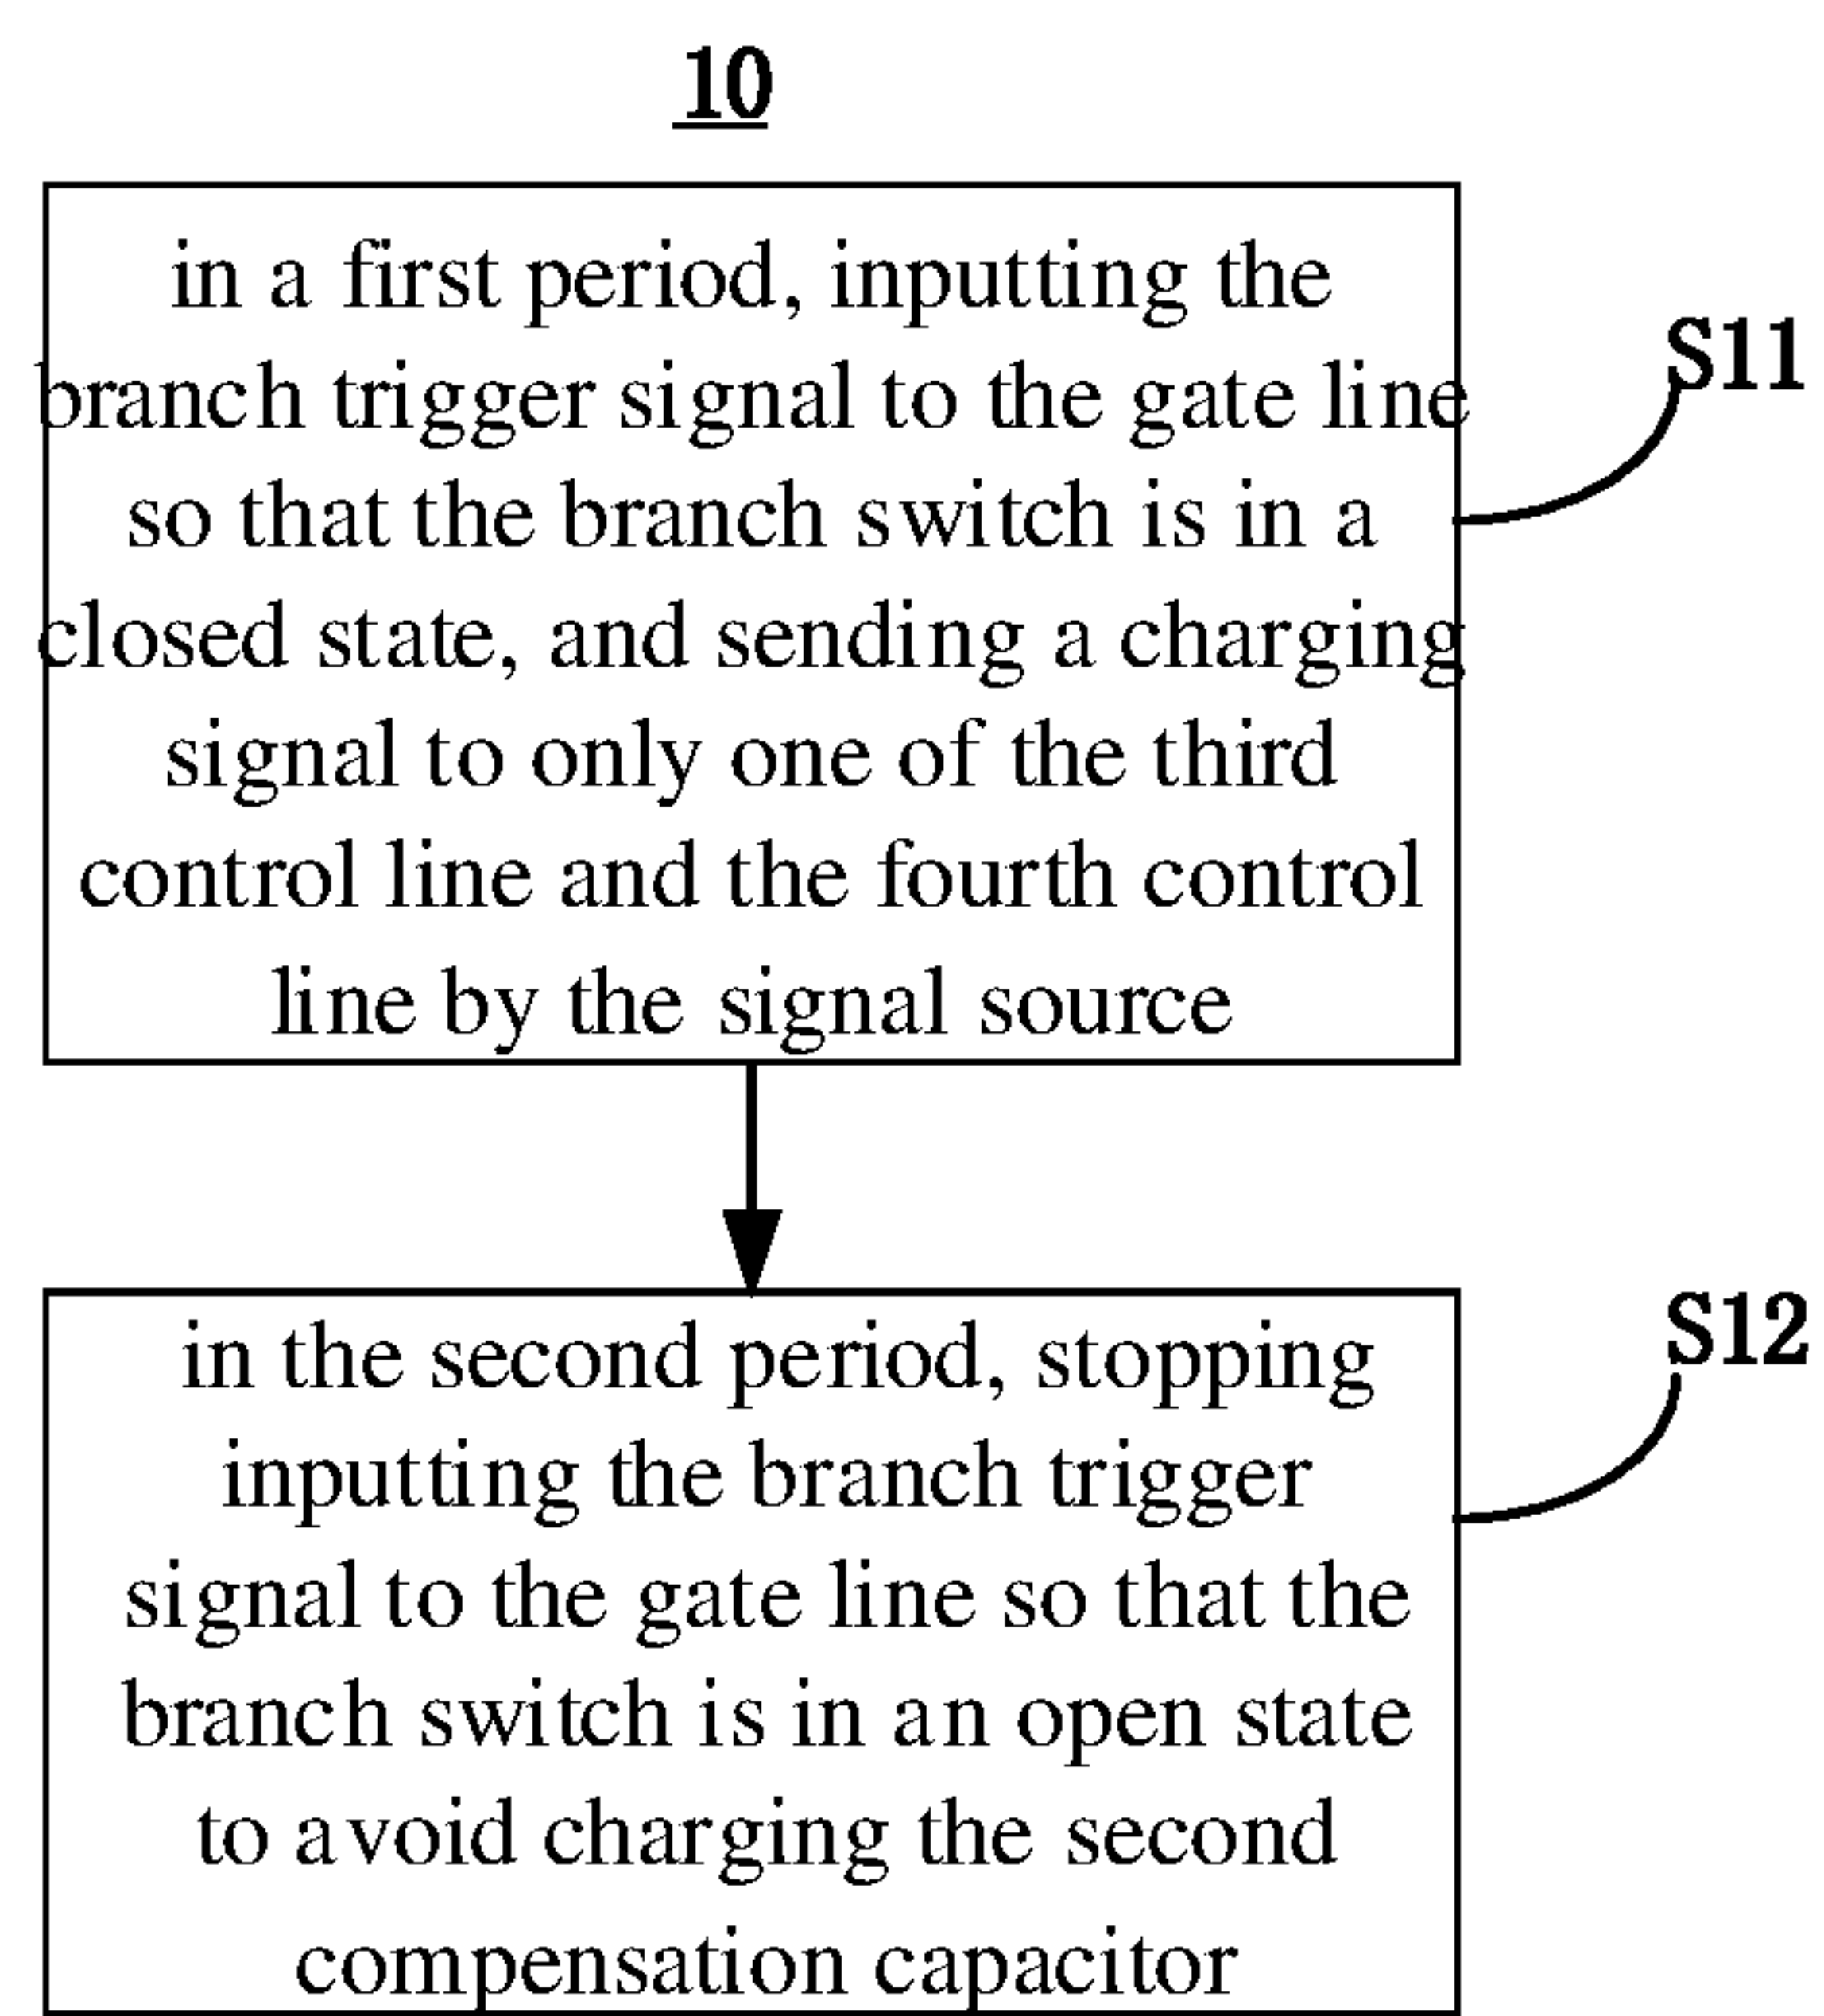 10
in a first period, inputting the
branch trigger signal to the gate line
so that the branch switch is in a
closed state, and sending a charging
signal to only one of the third
control line and the fourth control
line by the signal source
S11
in the second period, stopping
inputting the branch trigger
signal to the gate line so that the
branch switch is in an open state
to avoid charging the second
compensation capacitor
S12